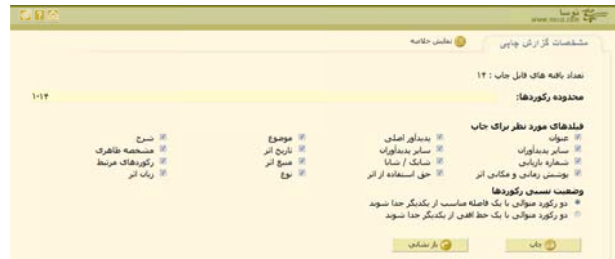 نوسا
www.nosa.com
مشخصات گزارش چاپی
نمایش خلاصه
تعداد یافته های قابل چاپ : ۱۴
محدوده رکوردها: ۱-۱۴
فیلدهای مورد نظر برای چاپ
عنوان پدیدآور اصلی موضوع شرح
سایر پدیدآوران سایر پدیدآوران تاریخ اثر مشخصه ظاهری
شماره بازیابی شابک / شاپا منبع اثر رکوردهای مرتبط
پوشش زمانی و مکانی اثر حق استفاده از اثر نوع زبان اثر
وضعیت نسبی رکوردها
دو رکورد متوالی با یک فاصله مناسب از یکدیگر جدا شوند
دو رکورد متوالی با یک خط افقی از یکدیگر جدا شوند
چاپ بازنشانی